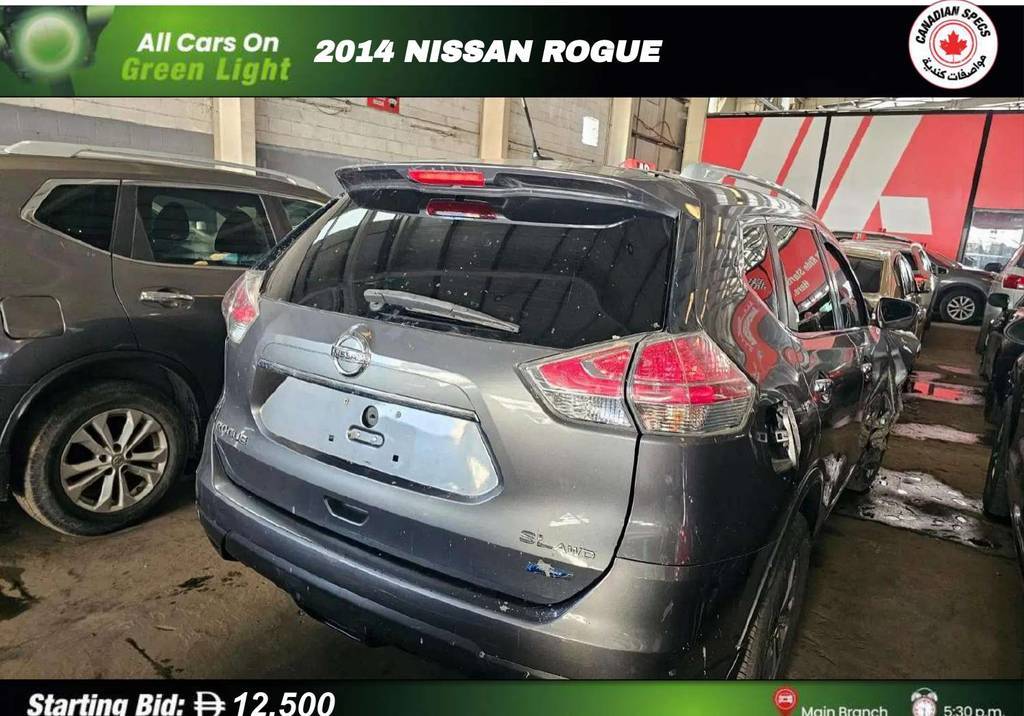 All Cars On
Green Light
2014 NISSAN ROGUE
CANADIAN SPECS
مواصفات كندية
NISSAN
ROGUE
SL AWD
Starting Bid: 12,500
Main Branch
5:30 p.m.